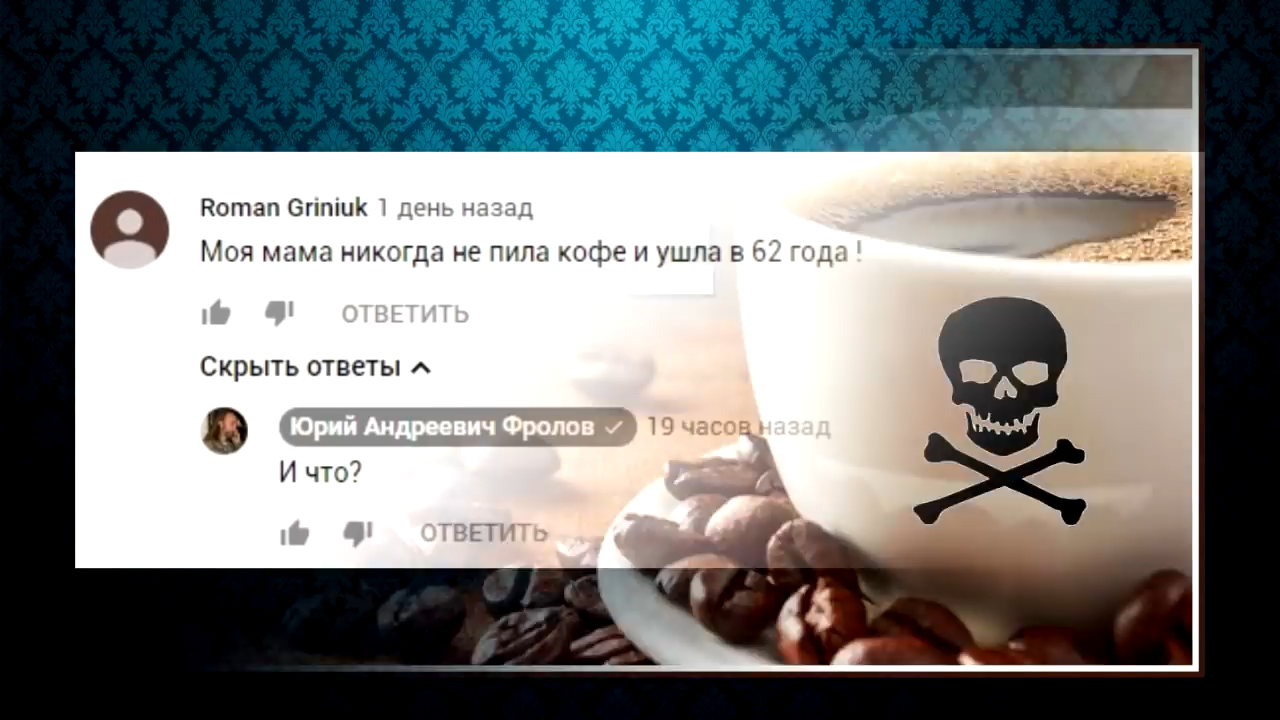 Roman Griniuk 1 день назад
Моя мама никогда не пила кофе и ушла в 62 года !
ОТВЕТИТЬ
Скрыть ответы
Юрий Андреевич Фролов 19 часов назад
И что?
ОТВЕТИТЬ